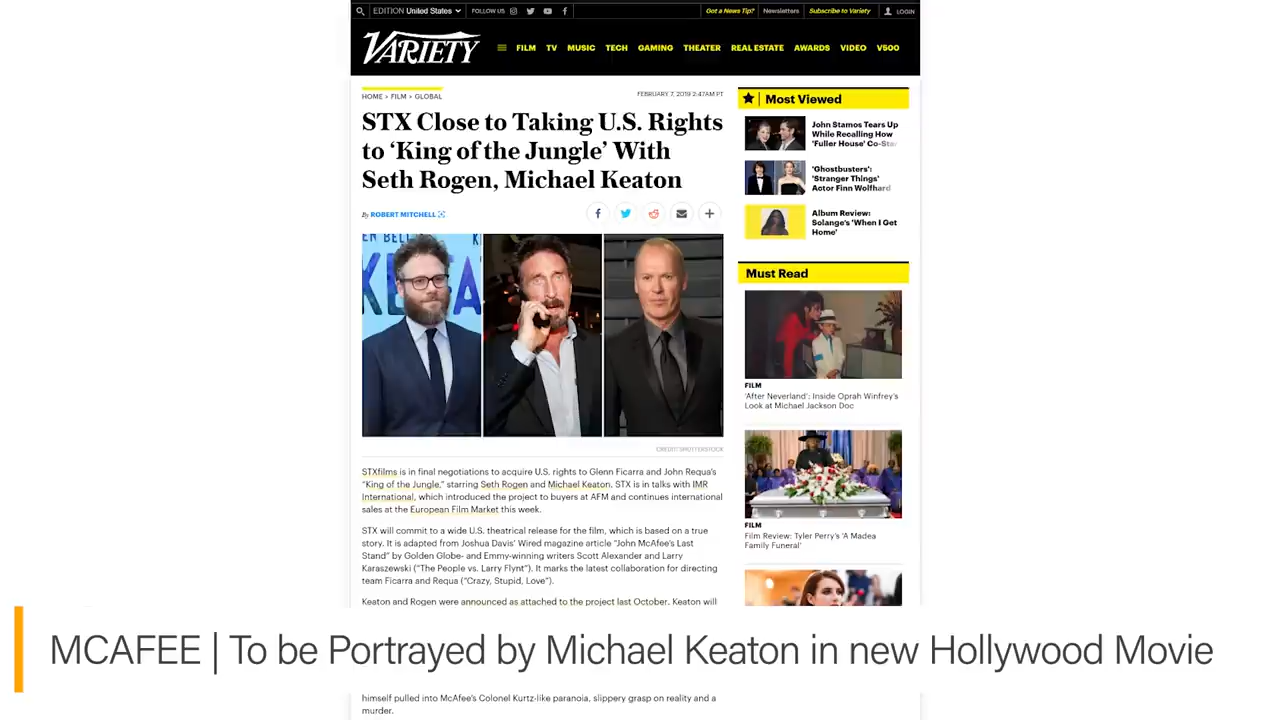 EDITION United States
FOLLOW US
Got a News Tip?
Newsletters
Subscribe to Variety
LOGIN
VARIETY
FILM TV MUSIC TECH GAMING THEATER REAL ESTATE AWARDS VIDEO V500
HOME > FILM > GLOBAL
FEBRUARY 7, 2019 2:47AM PT
STX Close to Taking U.S. Rights
to ‘King of the Jungle’ With
Seth Rogen, Michael Keaton
By ROBERT MITCHELL
EN BELL
CREDIT: SHUTTERSTOCK
STXfilms is in final negotiations to acquire U.S. rights to Glenn Ficarra and John Requa’s
“King of the Jungle,” starring Seth Rogen and Michael Keaton. STX is in talks with IMR
International, which introduced the project to buyers at AFM and continues international
sales at the European Film Market this week.
STX will commit to a wide U.S. theatrical release for the film, which is based on a true
story. It is adapted from Joshua Davis’ Wired magazine article “John McAfee’s Last
Stand” by Golden Globe- and Emmy-winning writers Scott Alexander and Larry
Karaszewski (“The People vs. Larry Flynt”). It marks the latest collaboration for directing
team Ficarra and Requa (“Crazy, Stupid, Love”).
Keaton and Rogen were announced as attached to the project last October. Keaton will
himself pulled into McAfee’s Colonel Kurtz-like paranoia, slippery grasp on reality and a
murder.
Most Viewed
John Stamos Tears Up
While Recalling How
'Fuller House' Co-Star
'Ghostbusters':
'Stranger Things'
Actor Finn Wolfhard
Album Review:
Solange's 'When I Get
Home'
Must Read
FILM
'After Neverland': Inside Oprah Winfrey's
Look at Michael Jackson Doc
FILM
Film Review: Tyler Perry's 'A Madea
Family Funeral'
MCAFEE | To be Portrayed by Michael Keaton in new Hollywood Movie